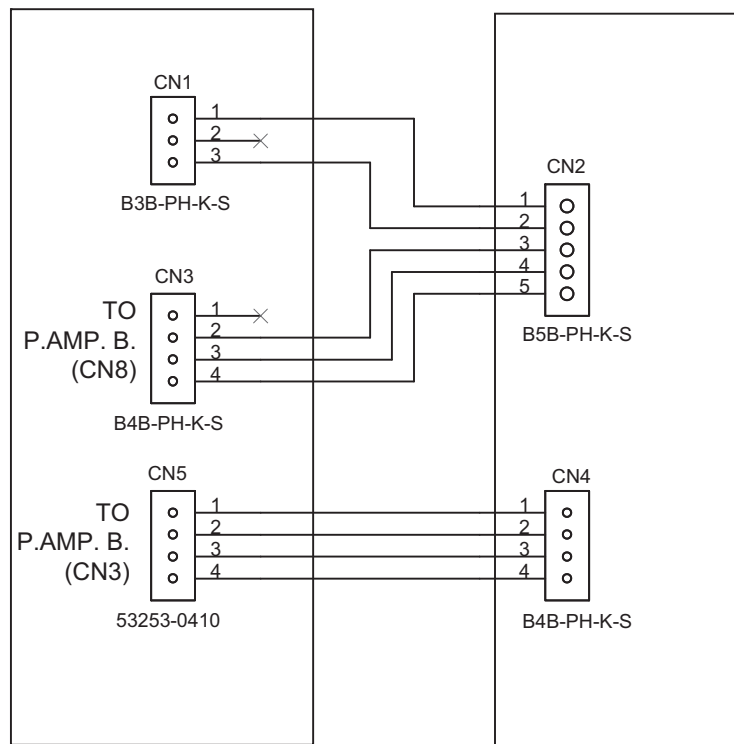 CN1
1
2
3
B3B-PH-K-S
CN2
1
2
3
4
5
B5B-PH-K-S
CN3
TO
P.AMP. B.
(CN8)
1
2
3
4
B4B-PH-K-S
CN5
TO
P.AMP. B.
(CN3)
1
2
3
4
53253-0410
CN4
1
2
3
4
B4B-PH-K-S